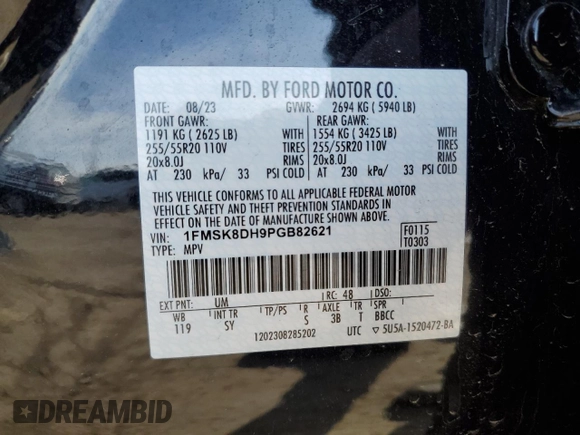 MFD. BY FORD MOTOR CO.
DATE: 08/23 GVWR: 2694 KG ( 5940 LB)
FRONT GAWR: REAR GAWR:
1191 KG ( 2625 LB) WITH 1554 KG ( 3425 LB) WITH
255/55R20 110V TIRES 255/55R20 110V TIRES
20x8.0J RIMS 20x8.0J RIMS
AT 230 kPa/ 33 PSI COLD AT 230 kPa/ 33 PSI COLD
THIS VEHICLE CONFORMS TO ALL APPLICABLE FEDERAL MOTOR
VEHICLE SAFETY AND THEFT PREVENTION STANDARDS IN EFFECT ON THE
DATE OF MANUFACTURE SHOWN ABOVE.
VIN: 1FMSK8DH9PGB82621 F0115
TYPE: MPV T0303
EXT PNT: UM RC: 48 DSO:
WB INT TR TP/PS R AXLE TR SPR
119 SY S 3B T BBCC
1202308285202 UTC 5U5A-1520472-BA
DREAMBID